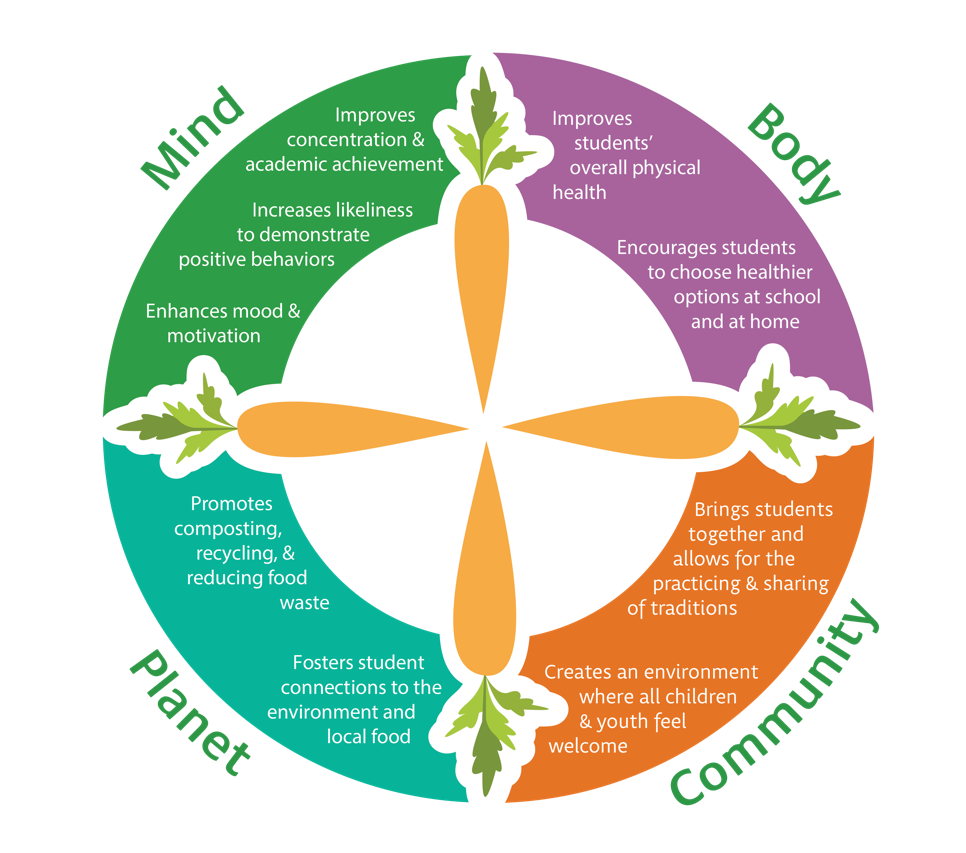 Mind
Improves
concentration &
academic achievement
Increases likeliness
to demonstrate
positive behaviors
Enhances mood &
motivation
Body
Improves
students’
overall physical
health
Encourages students
to choose healthier
options at school
and at home
Planet
Promotes
composting,
recycling, &
reducing food
waste
Fosters student
connections to the
environment and
local food
Community
Brings students
together and
allows for the
practicing & sharing
of traditions
Creates an environment
where all children
& youth feel
welcome